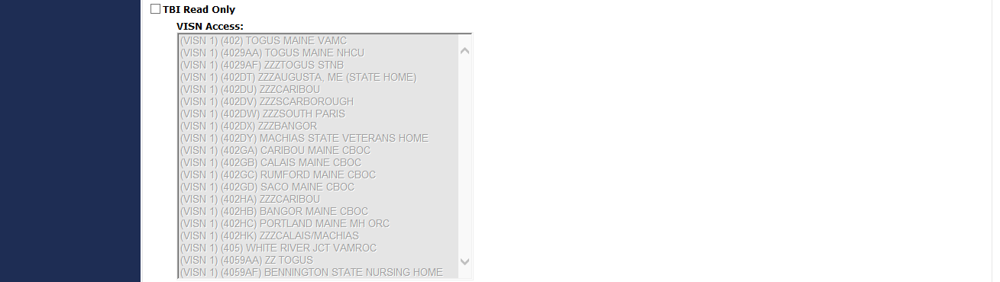 TBI Read Only
VISN Access:
(VISN 1) (402) TOGUS MAINE VAMC
(VISN 1) (4029AA) TOGUS MAINE NHCU
(VISN 1) (4029AF) ZZZTOGUS STNB
(VISN 1) (402DT) ZZZAUGUSTA, ME (STATE HOME)
(VISN 1) (402DU) ZZZCARIBOU
(VISN 1) (402DV) ZZZSCARBOROUGH
(VISN 1) (402DW) ZZZSOUTH PARIS
(VISN 1) (402DX) ZZZBANGOR
(VISN 1) (402DY) MACHIAS STATE VETERANS HOME
(VISN 1) (402GA) CARIBOU MAINE CBOC
(VISN 1) (402GB) CALAIS MAINE CBOC
(VISN 1) (402GC) RUMFORD MAINE CBOC
(VISN 1) (402GD) SACO MAINE CBOC
(VISN 1) (402HA) ZZZCARIBOU
(VISN 1) (402HB) BANGOR MAINE CBOC
(VISN 1) (402HC) PORTLAND MAINE MH ORC
(VISN 1) (402HK) ZZZCALAIS/MACHIAS
(VISN 1) (405) WHITE RIVER JCT VAMROC
(VISN 1) (4059AA) ZZ TOGUS
(VISN 1) (4059AF) BENNINGTON STATE NURSING HOME